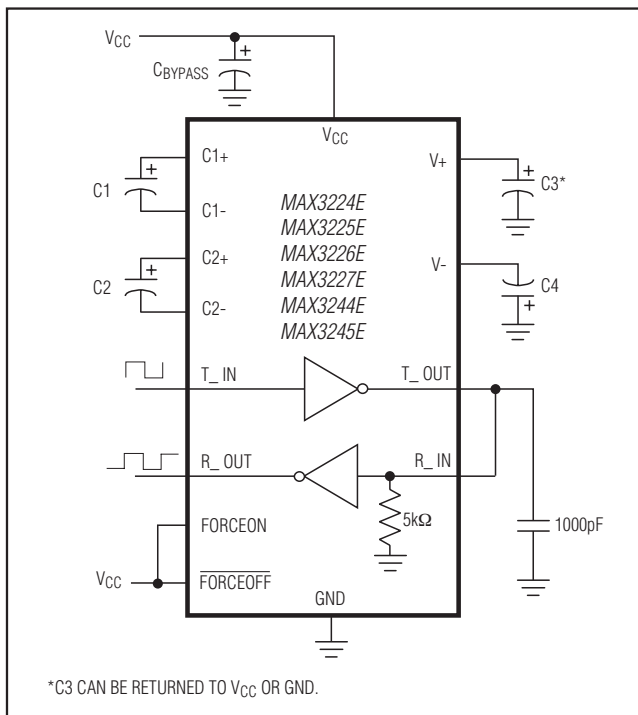 VCC
CBYPASS
+
VCC
C1+
V+
+
C1
+
C3*
C1-
MAX3224E
MAX3225E
C2+
MAX3226E
V-
+
C2
MAX3227E
C4
C2-
MAX3244E
+
MAX3245E
T_ IN
T_ OUT
R_ OUT
R_ IN
5kΩ
1000pF
FORCEON
VCC
FORCEOFF
GND
*C3 CAN BE RETURNED TO VCC OR GND.